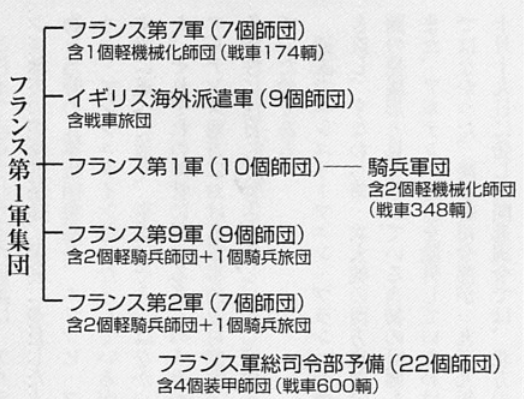 フランス第1軍集団
フランス第7軍(7個師団)
含1個軽機械化師団(戦車174輌)
イギリス海外派遣軍(9個師団)
含戦車旅団
フランス第1軍(10個師団)
騎兵軍団
含2個軽機械化師団
(戦車348輌)
フランス第9軍(9個師団)
含2個軽騎兵師団+1個騎兵旅団
フランス第2軍(7個師団)
含2個軽騎兵師団+1個騎兵旅団
フランス軍総司令部予備(22個師団)
含4個装甲師団(戦車600輌)